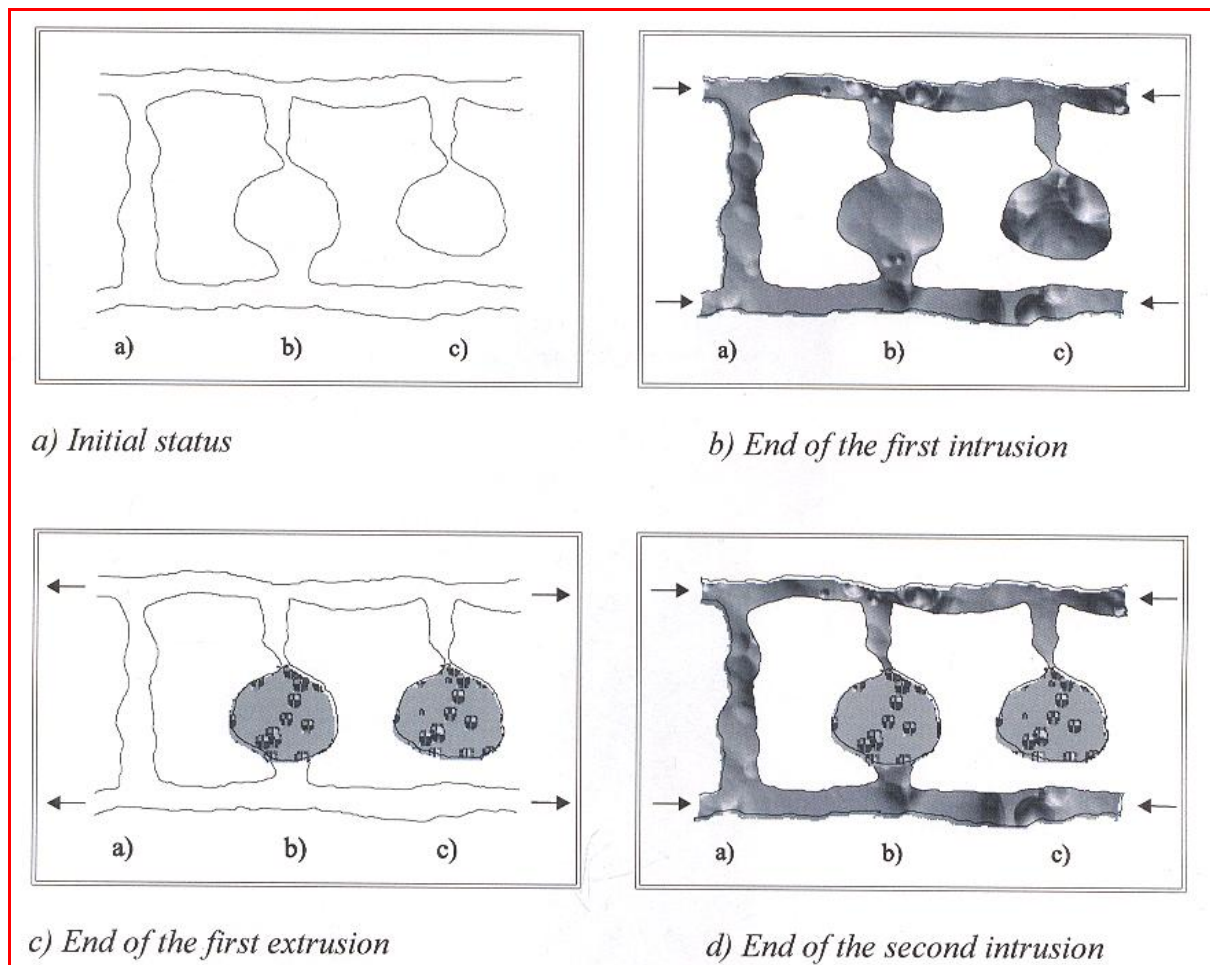 a) b) c)
a) b) c)
a) Initial status
b) End of the first intrusion
a) b) c)
a) b) c)
c) End of the first extrusion
d) End of the second intrusion